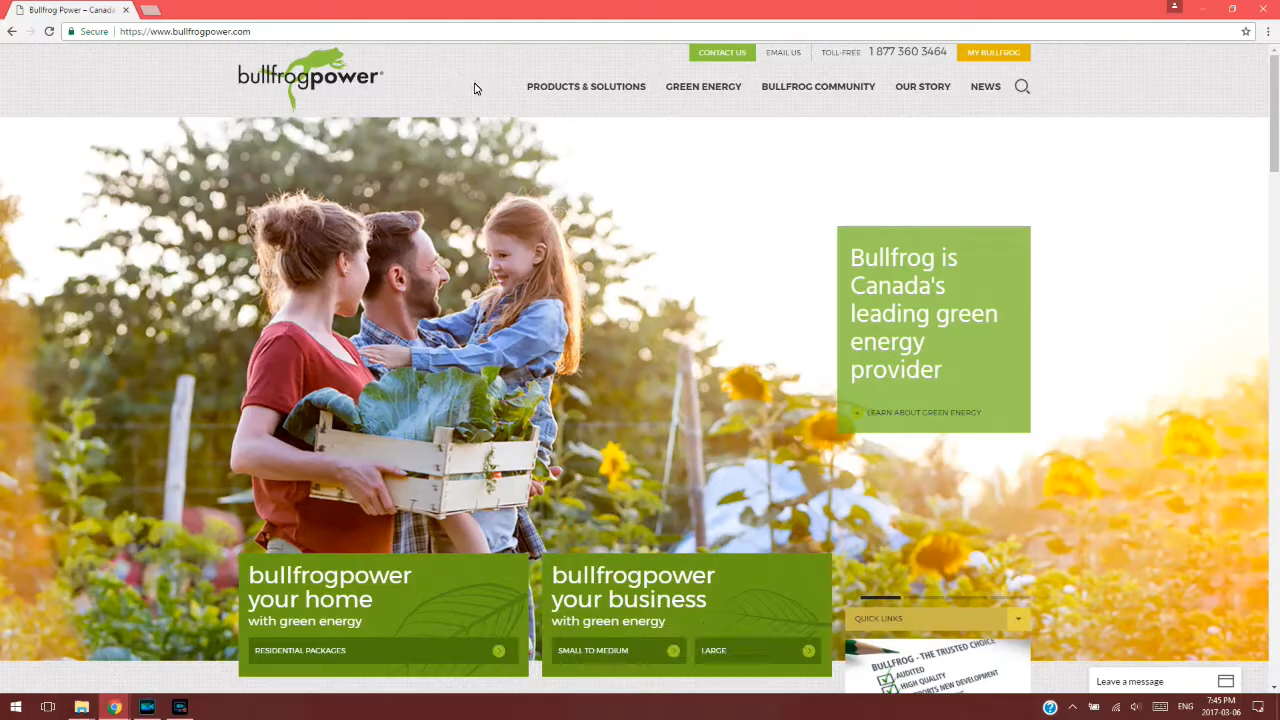 Bullfrog Power – Canad
Secure
https://www.bullfrogpower.com
CONTACT US
EMAIL US
TOLL-FREE 1 877 360 3464
MY BULLFROG
bullfrogpower®
PRODUCTS & SOLUTIONS
GREEN ENERGY
BULLFROG COMMUNITY
OUR STORY
NEWS
Bullfrog is
Canada's
leading green
energy
provider
LEARN ABOUT GREEN ENERGY
bullfrogpower
your home
with green energy
RESIDENTIAL PACKAGES
bullfrogpower
your business
with green energy
SMALL TO MEDIUM
LARGE
QUICK LINKS
BULLFROG - THE TRUSTED CHOICE
AUDITED
HIGH QUALITY
SUPPORTS NEW DEVELOPMENT
Leave a message
ENG
7:45 PM
2017-03-06